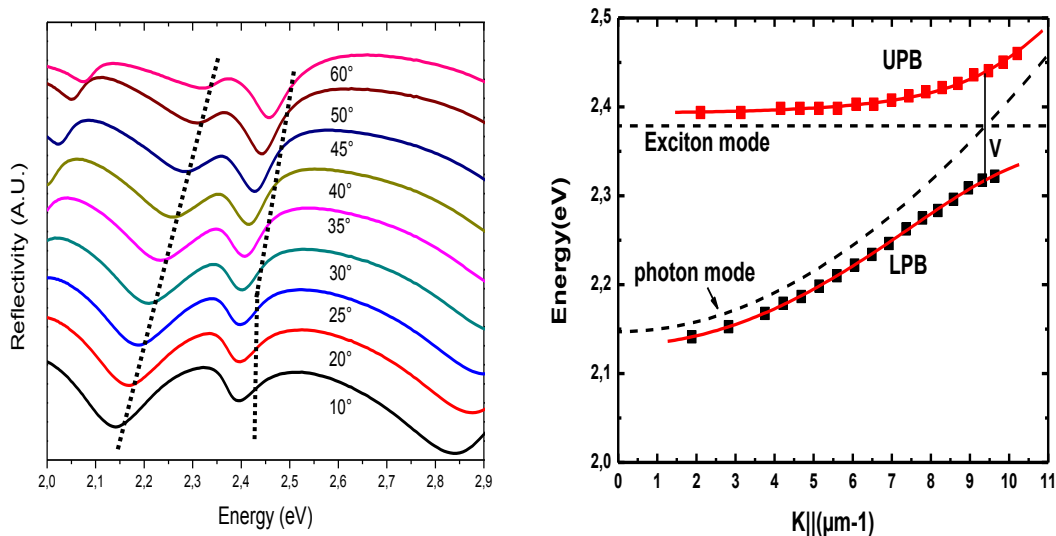 Reflectivity (A.U.)
60°
50°
45°
40°
35°
30°
25°
20°
10°
2,0 2,1 2,2 2,3 2,4 2,5 2,6 2,7 2,8 2,9
Energy (eV)
2,5
2,4
2,3
2,2
2,1
2,0
Energy(eV)
UPB
Exciton mode
V
photon mode
LPB
0 1 2 3 4 5 6 7 8 9 10 11
K||(µm-1)